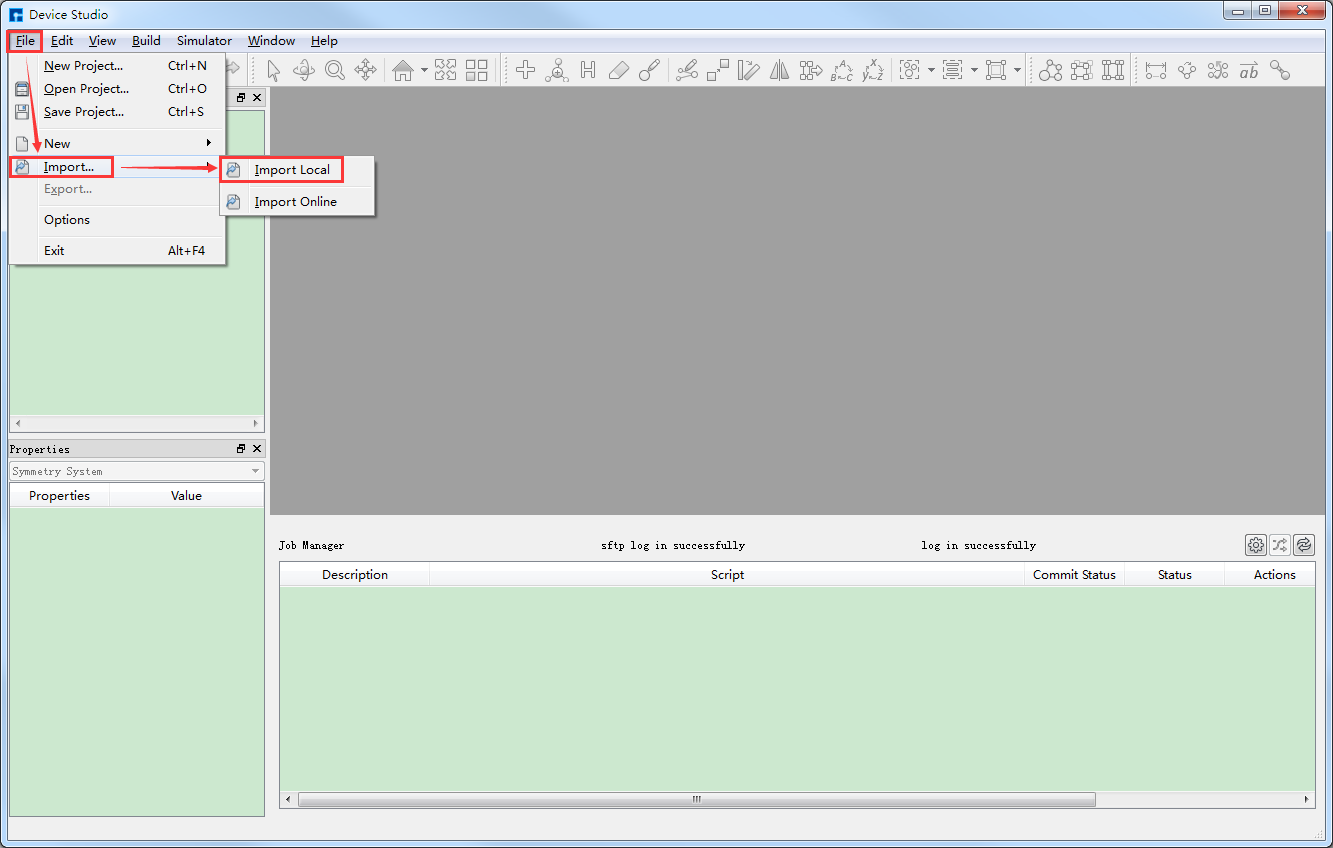 Device Studio
File Edit View Build Simulator Window Help
New Project... Ctrl+N
Open Project... Ctrl+O
Save Project... Ctrl+S
New
Import...
Import Local
Export...
Import Online
Options
Exit Alt+F4
Properties
Symmetry System
Properties Value
Job Manager sftp log in successfully log in successfully
Description Script Commit Status Status Actions